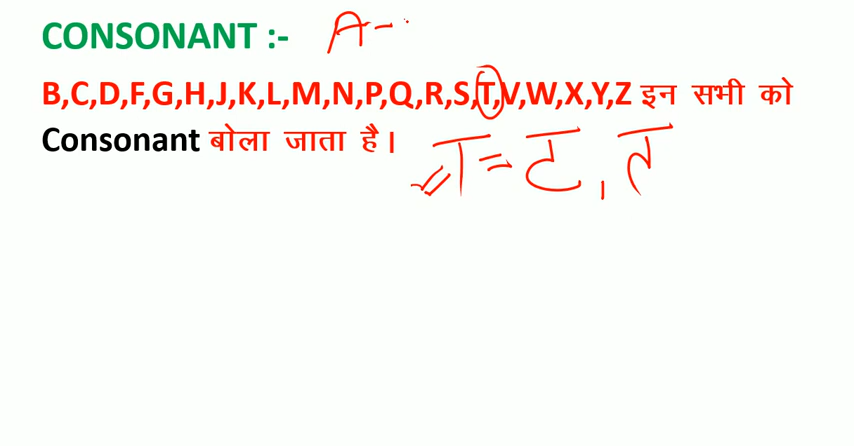 CONSONANT :- A-
B,C,D,F,G,H,J,K,L,M,N,P,Q,R,S,T,V,W,X,Y,Z इन सभी को
Consonant बोला जाता है।
T = ट, त